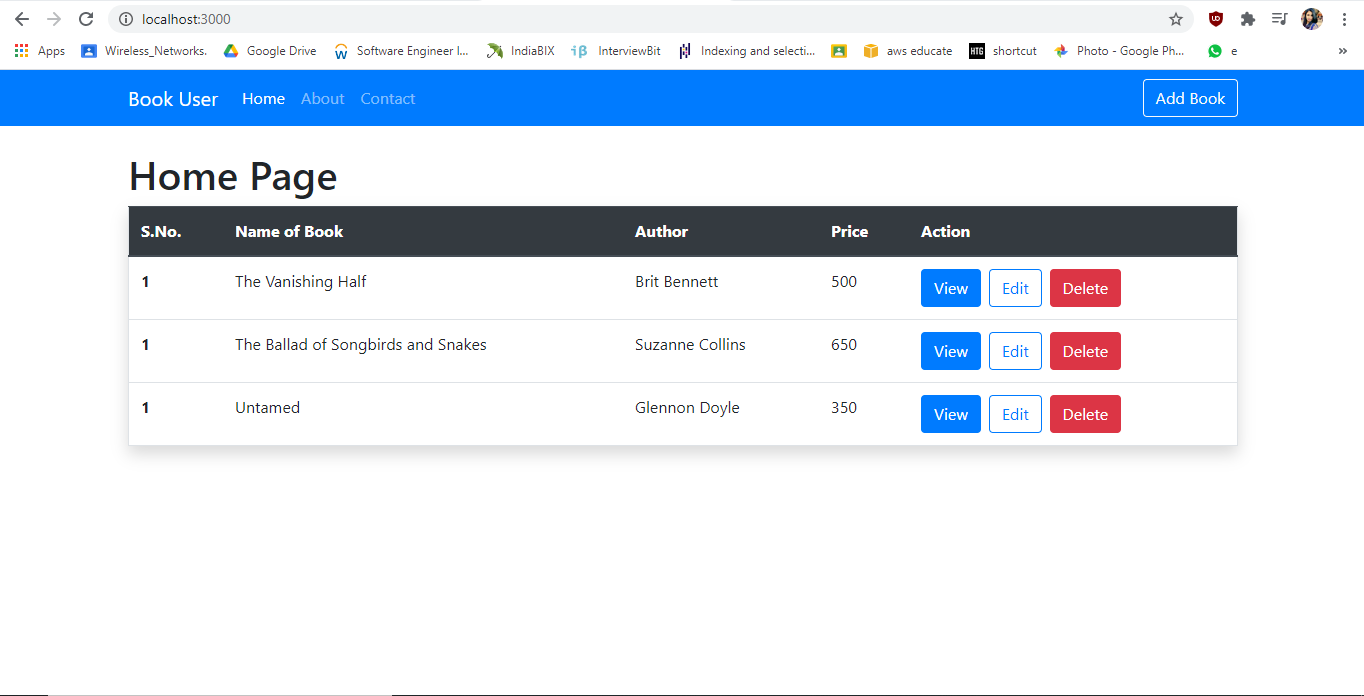 localhost:3000
Apps Wireless_Networks. Google Drive Software Engineer I... IndiaBIX iB InterviewBit Indexing and selecti... aws educate HTG shortcut Photo - Google Ph... e »
Book User Home About Contact Add Book
Home Page
S.No. Name of Book Author Price Action
1 The Vanishing Half Brit Bennett 500 View Edit Delete
1 The Ballad of Songbirds and Snakes Suzanne Collins 650 View Edit Delete
1 Untamed Glennon Doyle 350 View Edit Delete